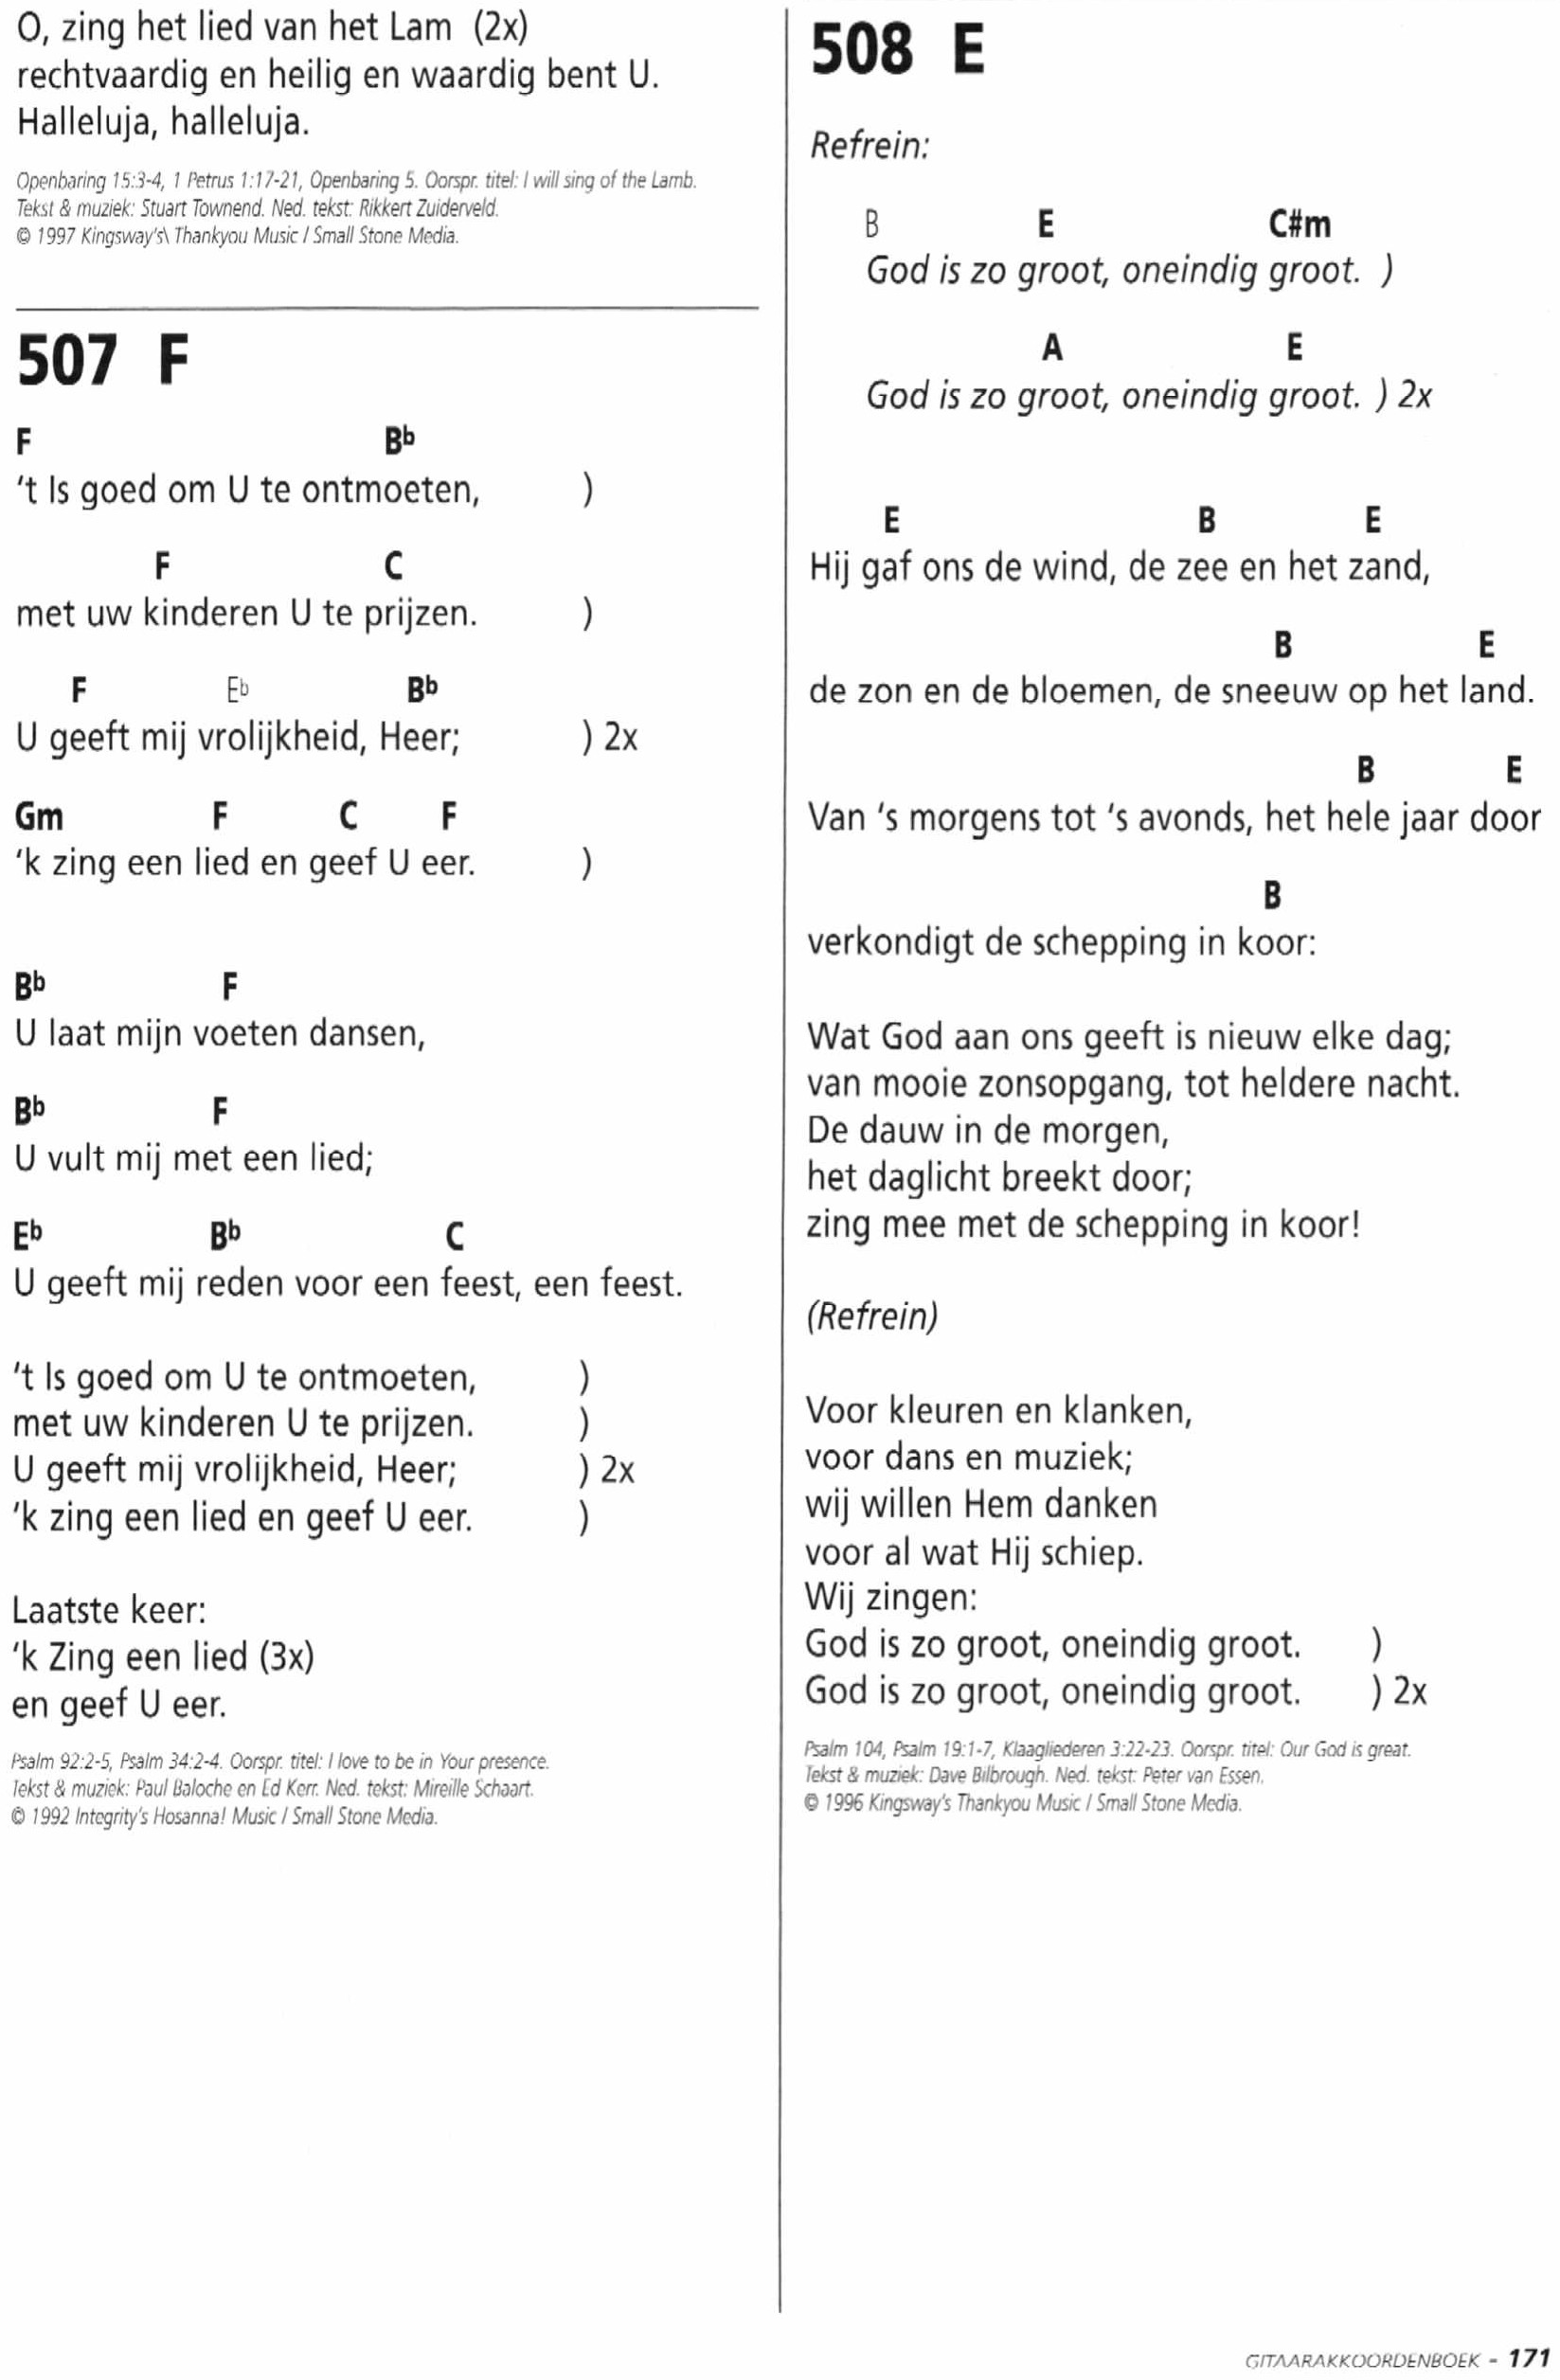 O, zing het lied van het Lam (2x)
rechtvaardig en heilig en waardig bent U.
Halleluja, halleluja.
Openbaring 15:3-4, 1 Petrus 1:17-21, Openbaring 5. Oorspr. titel: I will sing of the Lamb.
Tekst & muziek: Stuart Townend. Ned. tekst: Rikkert Zuiderveld.
© 1997 Kingsway's\ Thankyou Music / Small Stone Media.
507 F
F Bb
‘t Is goed om U te ontmoeten, )
F C
met uw kinderen U te prijzen. )
F Eb Bb
U geeft mij vrolijkheid, Heer; ) 2x
Gm F C F
‘k zing een lied en geef U eer. )
Bb F
U laat mijn voeten dansen,
Bb F
U vult mij met een lied;
Eb Bb C
U geeft mij reden voor een feest, een feest.
‘t Is goed om U te ontmoeten, )
met uw kinderen U te prijzen. )
U geeft mij vrolijkheid, Heer; ) 2x
‘k zing een lied en geef U eer. )
Laatste keer:
‘k Zing een lied (3x)
en geef U eer.
Psalm 92:2-5, Psalm 34:2-4. Oorspr. titel: I love to be in Your presence.
Tekst & muziek: Paul Baloche en Ed Kerr. Ned. tekst: Mireille Schaart.
© 1992 Integrity's Hosanna! Music / Small Stone Media.
508 E
Refrein:
B E C#m
God is zo groot, oneindig groot. )
A E
God is zo groot, oneindig groot. ) 2x
E B E
Hij gaf ons de wind, de zee en het zand,
B E
de zon en de bloemen, de sneeuw op het land.
B E
Van ‘s morgens tot ‘s avonds, het hele jaar door
B
verkondigt de schepping in koor:
Wat God aan ons geeft is nieuw elke dag;
van mooie zonsopgang, tot heldere nacht.
De dauw in de morgen,
het daglicht breekt door;
zing mee met de schepping in koor!
(Refrein)
Voor kleuren en klanken,
voor dans en muziek;
wij willen Hem danken
voor al wat Hij schiep.
Wij zingen:
God is zo groot, oneindig groot. )
God is zo groot, oneindig groot. ) 2x
Psalm 104, Psalm 19:1-7, Klaagliederen 3:22-23. Oorspr. titel: Our God is great.
Tekst & muziek: Dave Bilbrough. Ned. tekst: Peter van Essen.
© 1996 Kingsway's Thankyou Music / Small Stone Media.
GITAARAKKOORDENBOEK - 171